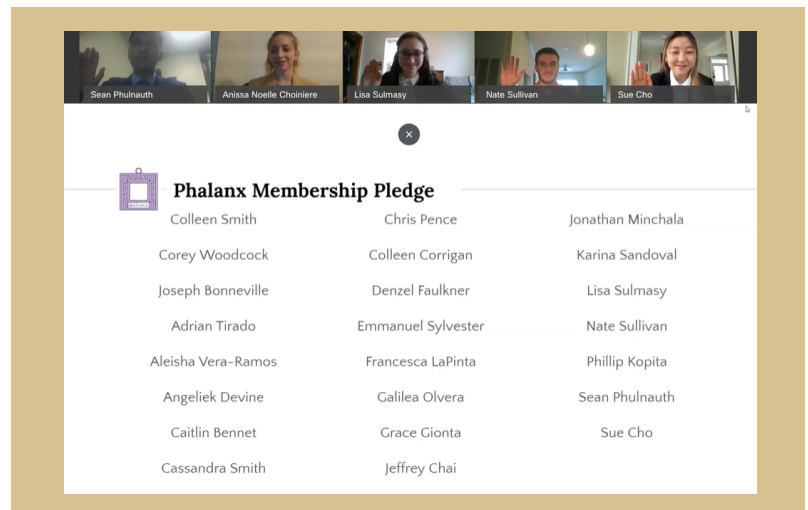 Sean Phulnauth
Anissa Noelle Choiniere
Lisa Sulmasy
Nate Sullivan
Sue Cho
Phalanx Membership Pledge
Colleen Smith Chris Pence Jonathan Minchala
Corey Woodcock Colleen Corrigan Karina Sandoval
Joseph Bonneville Denzel Faulkner Lisa Sulmasy
Adrian Tirado Emmanuel Sylvester Nate Sullivan
Aleisha Vera-Ramos Francesca LaPinta Phillip Kopita
Angeliek Devine Galilea Olvera Sean Phulnauth
Caitlin Bennet Grace Gionta Sue Cho
Cassandra Smith Jeffrey Chai